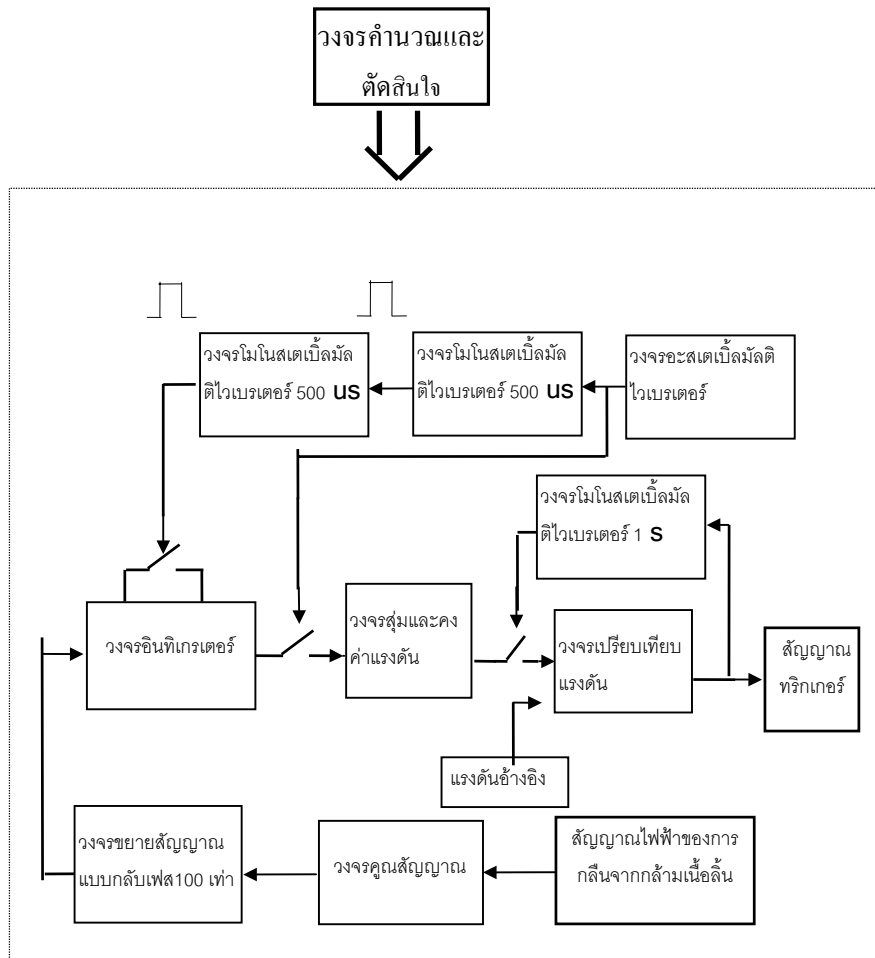 วงจรคำนวณและ
ตัดสินใจ
วงจรโมโนสเตเบิ้ลมัล
ติไวเบรเตอร์ 500 us
วงจรโมโนสเตเบิ้ลมัล
ติไวเบรเตอร์ 500 us
วงจรอะสเตเบิ้ลมัลติ
ไวเบรเตอร์
วงจรโมโนสเตเบิ้ลมัล
ติไวเบรเตอร์ 1 s
วงจรอินทิเกรเตอร์
วงจรสุ่มและคง
ค่าแรงดัน
วงจรเปรียบเทียบ
แรงดัน
สัญญาณ
ทริกเกอร์
แรงดันอ้างอิง
วงจรขยายสัญญาณ
แบบกลับเฟส100 เท่า
วงจรคูณสัญญาณ
สัญญาณไฟฟ้าของการ
กลืนจากกล้ามเนื้อลิ้น